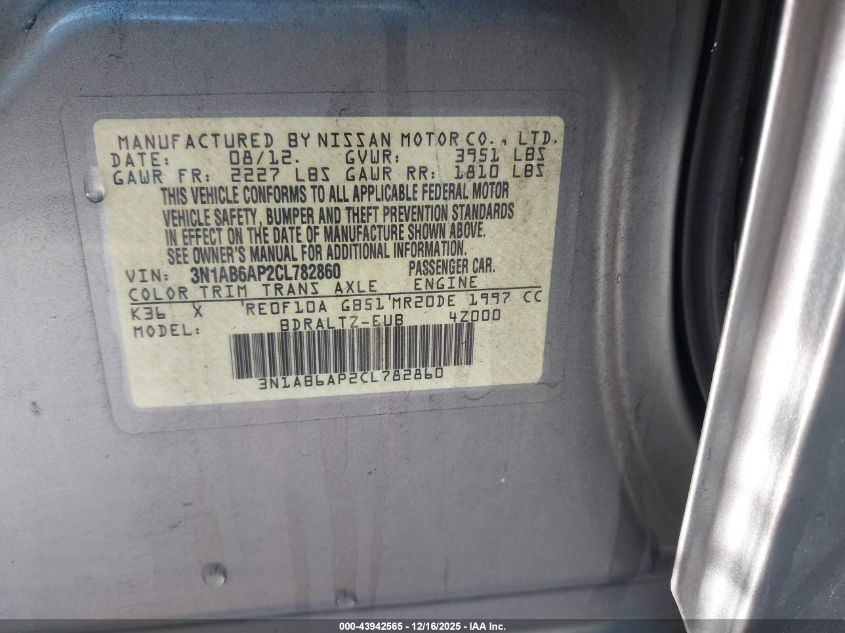 MANUFACTURED BY NISSAN MOTOR CO., LTD.
DATE: 08/12. GVWR: 3951 LBS
GAWR FR: 2227 LBS GAWR RR: 1810 LBS
THIS VEHICLE CONFORMS TO ALL APPLICABLE FEDERAL MOTOR
VEHICLE SAFETY, BUMPER AND THEFT PREVENTION STANDARDS
IN EFFECT ON THE DATE OF MANUFACTURE SHOWN ABOVE.
SEE OWNER'S MANUAL FOR ADDITIONAL INFORMATION.
VIN: 3N1AB6AP2CL782860 PASSENGER CAR.
COLOR TRIM TRANS AXLE ENGINE
K36 X RE0F10A GB51 MR20DE 1997 CC
MODEL: BDRALTZ-EUB 4Z000
3N1AB6AP2CL782860
000-43942565 - 12/16/2025 - IAA Inc.